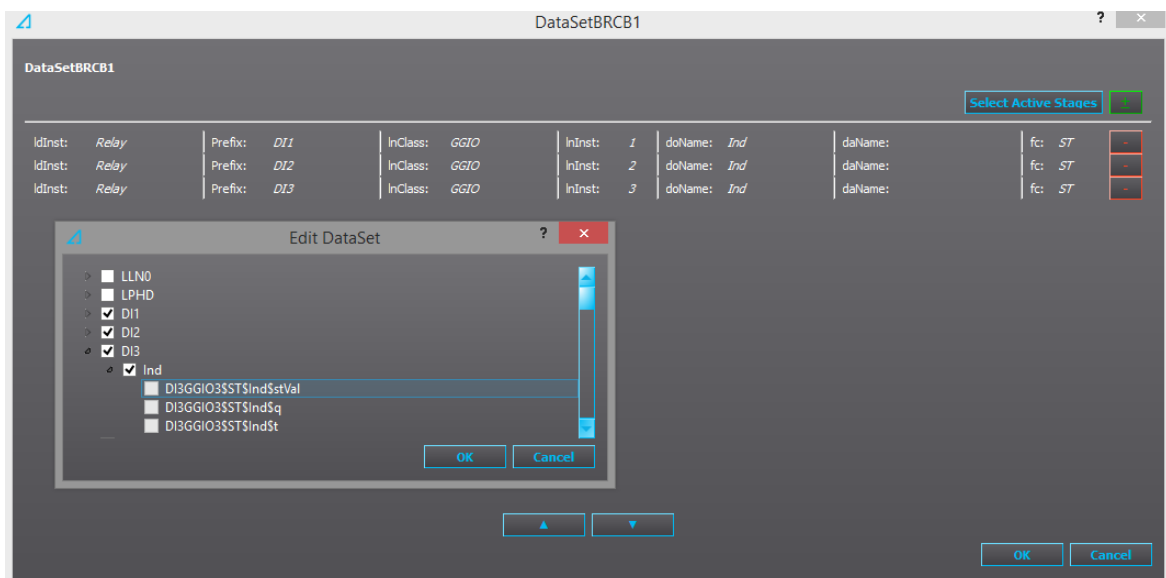 DataSetBRCB1 ? ×
DataSetBRCB1
Select Active Stages ±
ldInst: Relay Prefix: DI1 lnClass: GGIO lnInst: 1 doName: Ind daName: fc: ST -
ldInst: Relay Prefix: DI2 lnClass: GGIO lnInst: 2 doName: Ind daName: fc: ST -
ldInst: Relay Prefix: DI3 lnClass: GGIO lnInst: 3 doName: Ind daName: fc: ST -
Edit DataSet ? ×
LLN0
LPHD
DI1
DI2
DI3
Ind
DI3GGIO3$ST$Ind$stVal
DI3GGIO3$ST$Ind$q
DI3GGIO3$ST$Ind$t
OK Cancel
OK Cancel